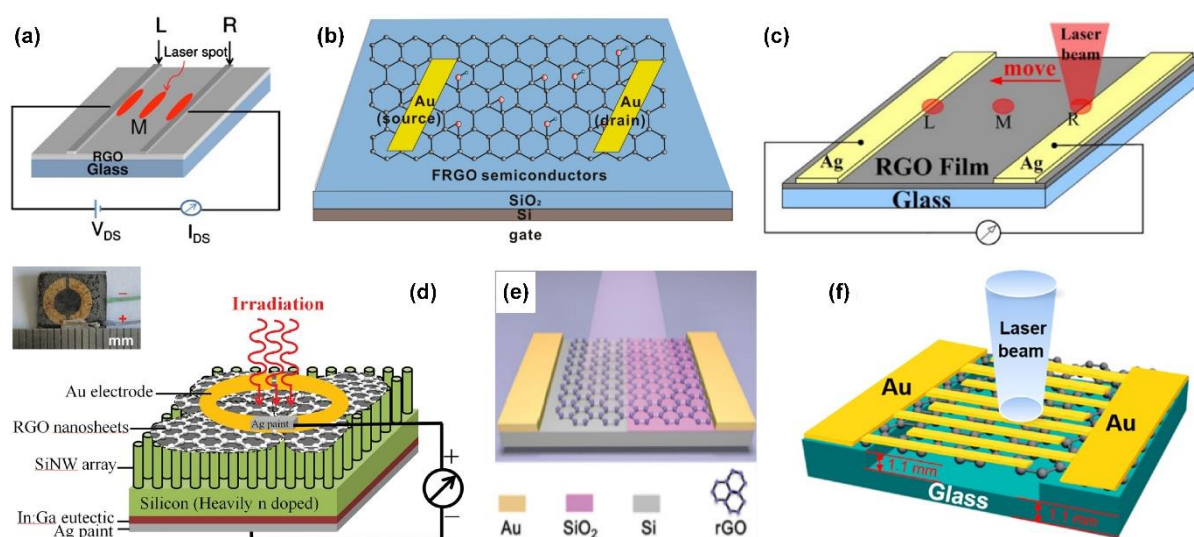 (a)
L
R
Laser spot
M
RGO
Glass
V_DS
I_DS
(b)
Au
(source)
Au
(drain)
FRGO semiconductors
SiO₂
Si
gate
(c)
Laser
beam
move
L
M
R
Ag
RGO Film
Ag
Glass
(d)
mm
−
+
Irradiation
Au electrode
RGO nanosheets
SiNW array
Ag paint
Silicon (Heavily n doped)
In:Ga eutectic
Ag paint
+
−
(e)
Au
SiO₂
Si
rGO
(f)
Laser
beam
Au
Au
1.1 mm
Glass
1.1 mm